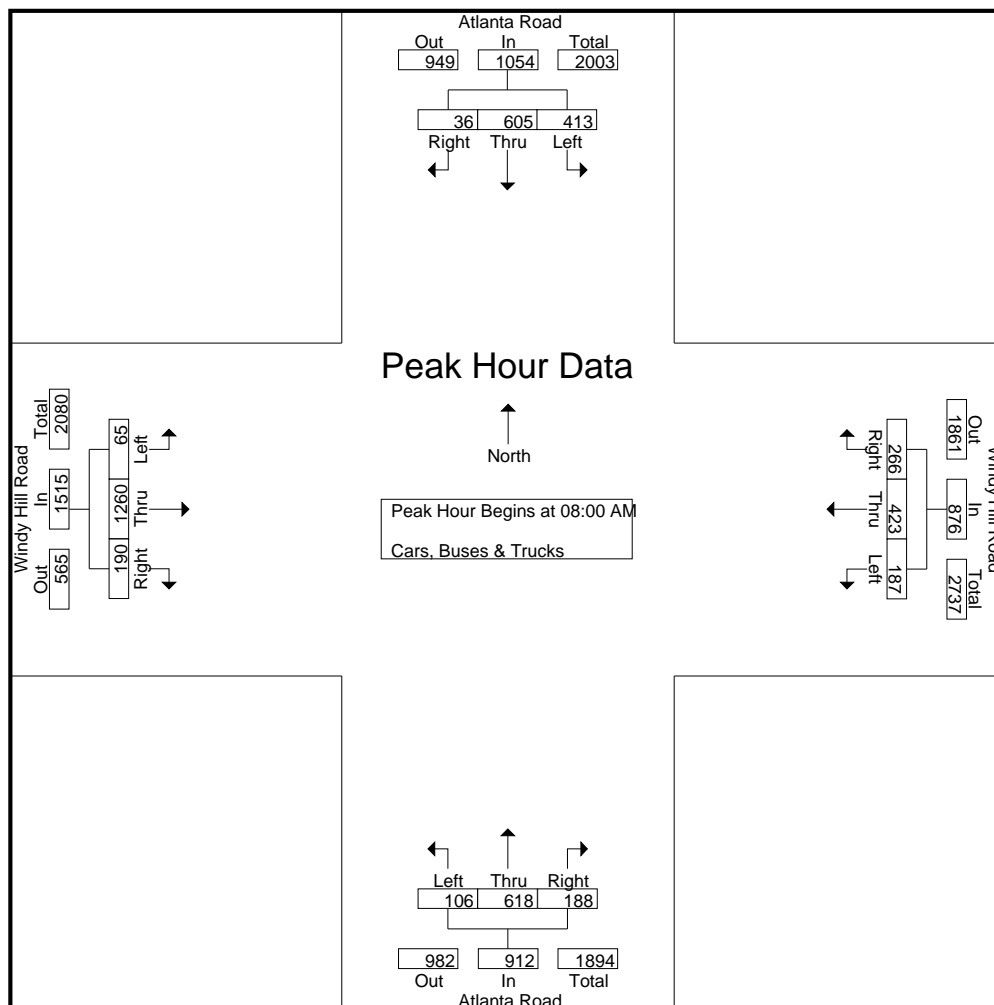 Atlanta Road
Out In Total
949 1054 2003
36 605 413
Right Thru Left
Peak Hour Data
North
Peak Hour Begins at 08:00 AM
Cars, Buses & Trucks
Windy Hill Road
Out In Total
565 1515 2080
65 1260 190
Left Thru Right
Windy Hill Road
Out In Total
1861 876 2737
266 423 187
Right Thru Left
Left Thru Right
106 618 188
982 912 1894
Out In Total
Atlanta Road